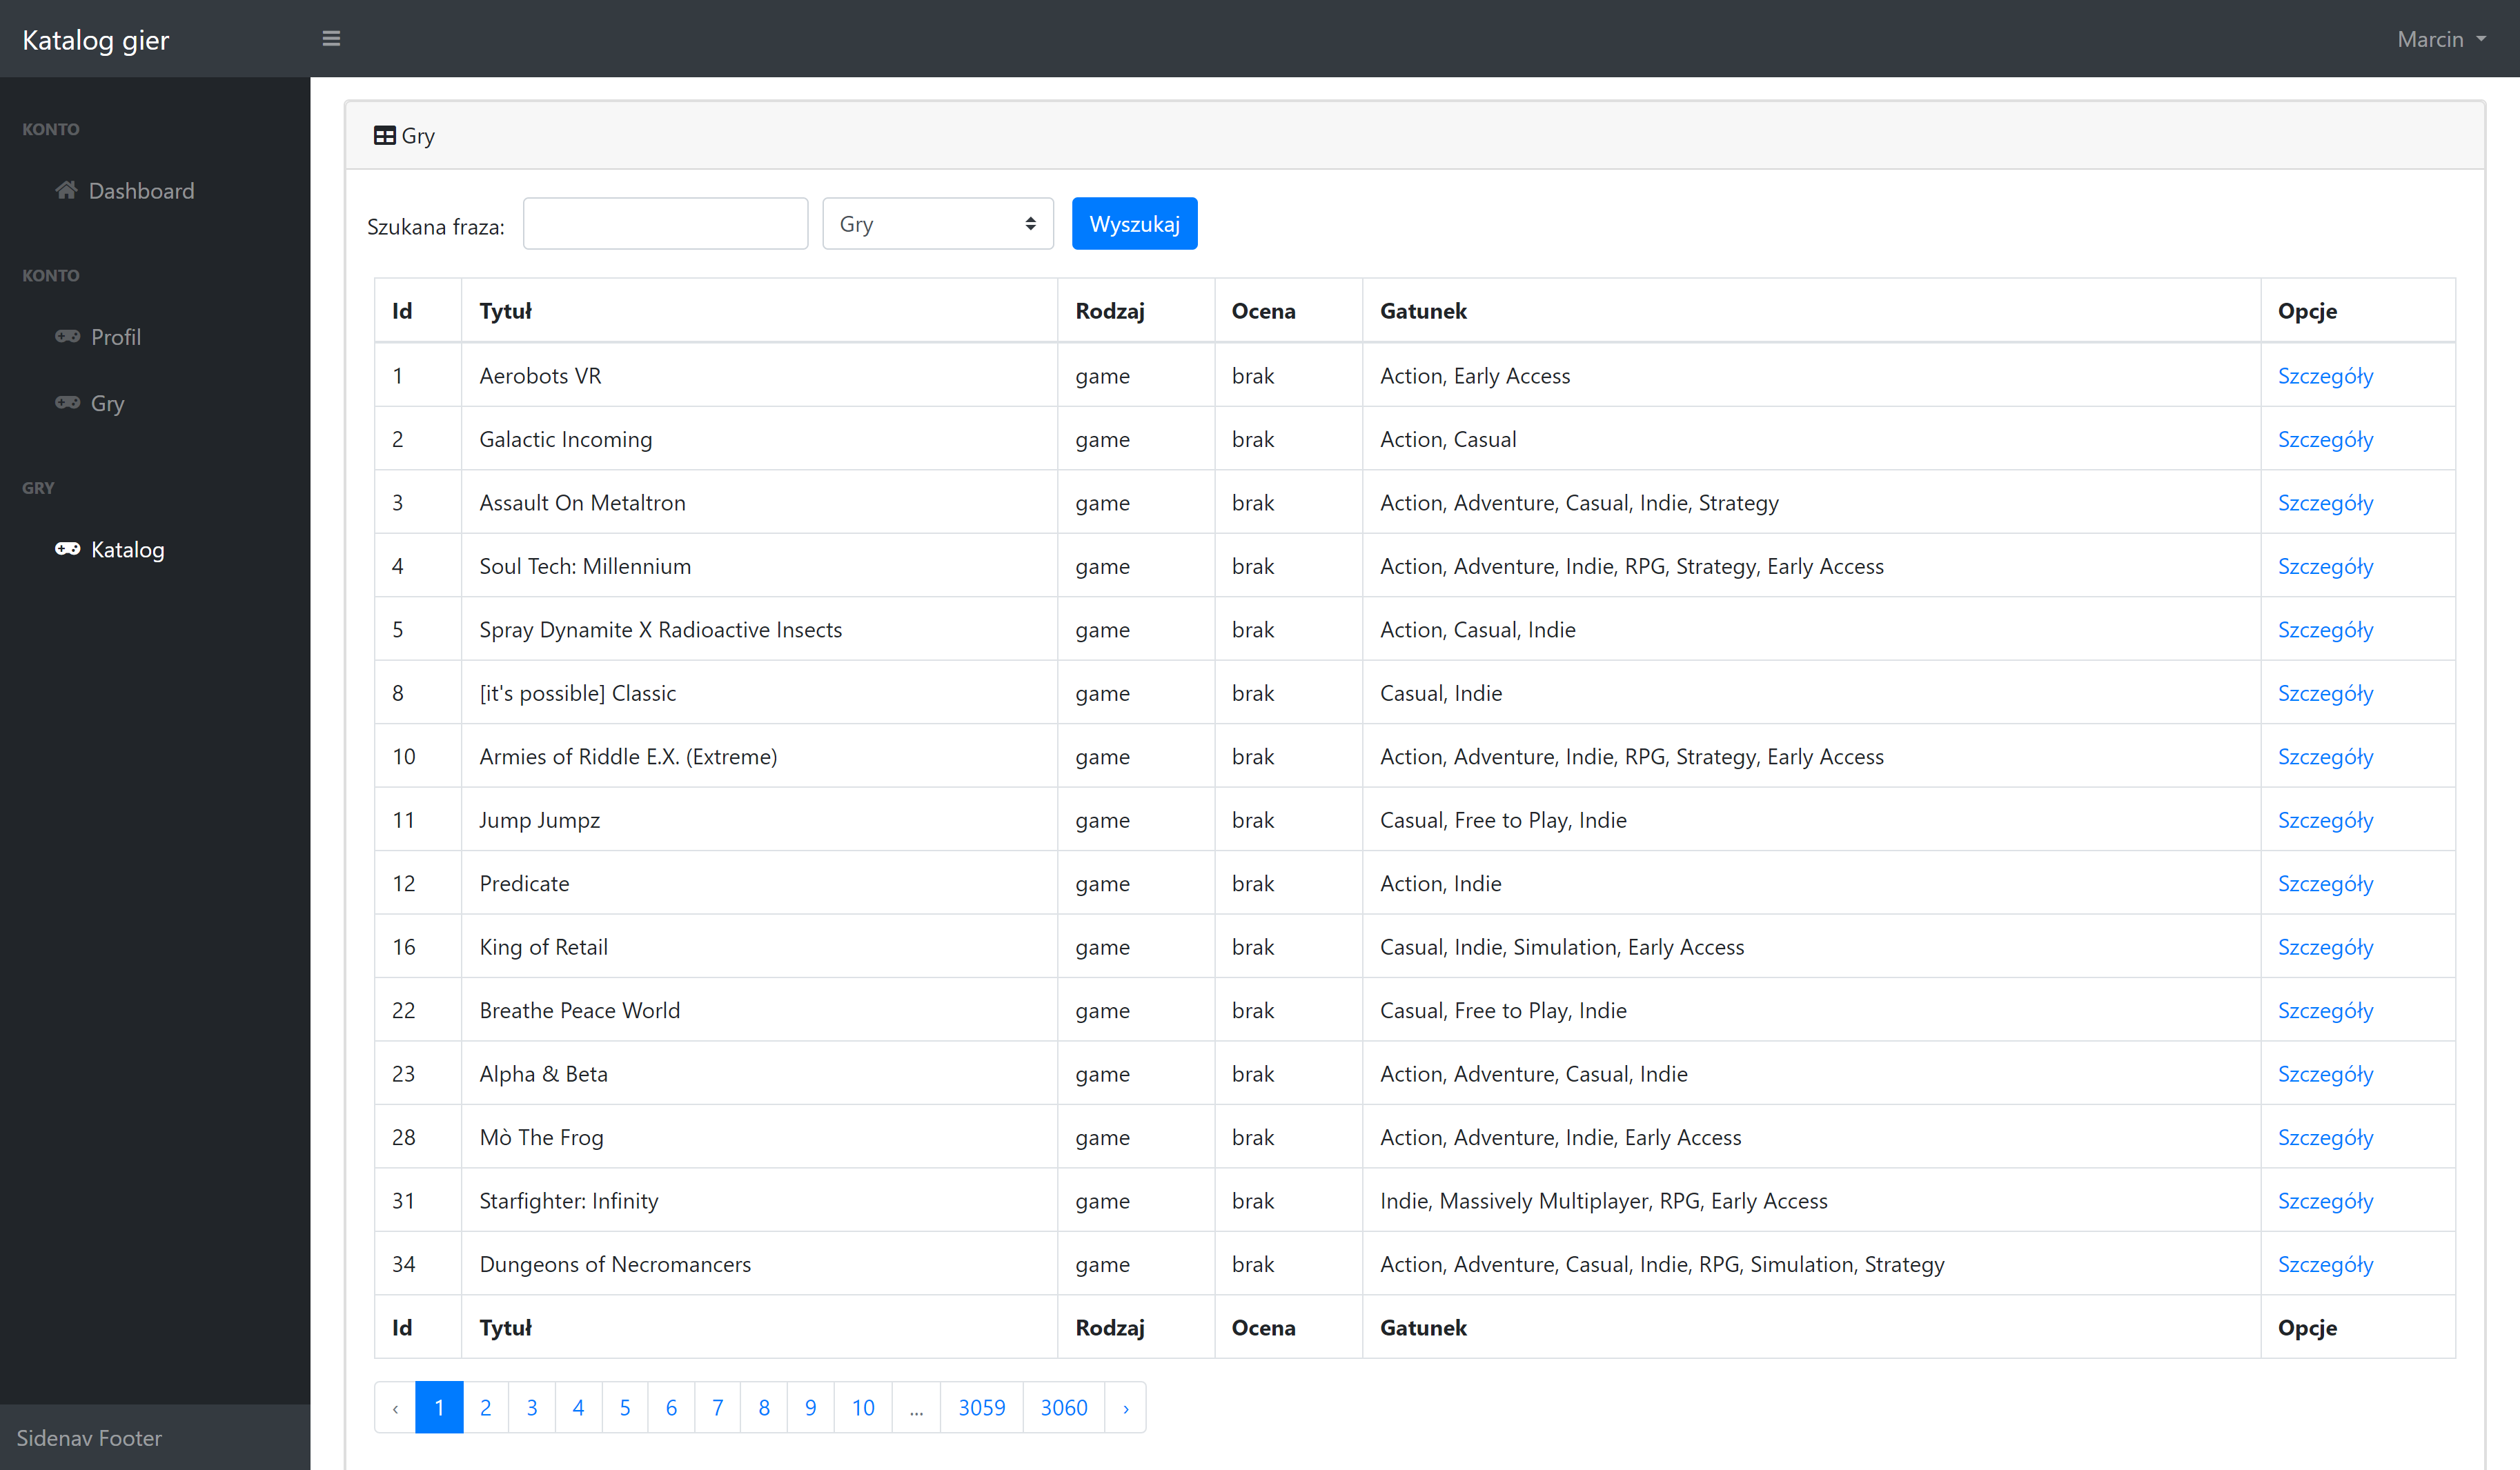 Katalog gier
Marcin
KONTO
Dashboard
KONTO
Profil
Gry
GRY
Katalog
Sidenav Footer
Gry
Szukana fraza: Gry Wyszukaj
Id Tytuł Rodzaj Ocena Gatunek Opcje
1 Aerobots VR game brak Action, Early Access Szczegóły
2 Galactic Incoming game brak Action, Casual Szczegóły
3 Assault On Metaltron game brak Action, Adventure, Casual, Indie, Strategy Szczegóły
4 Soul Tech: Millennium game brak Action, Adventure, Indie, RPG, Strategy, Early Access Szczegóły
5 Spray Dynamite X Radioactive Insects game brak Action, Casual, Indie Szczegóły
8 [it's possible] Classic game brak Casual, Indie Szczegóły
10 Armies of Riddle E.X. (Extreme) game brak Action, Adventure, Indie, RPG, Strategy, Early Access Szczegóły
11 Jump Jumpz game brak Casual, Free to Play, Indie Szczegóły
12 Predicate game brak Action, Indie Szczegóły
16 King of Retail game brak Casual, Indie, Simulation, Early Access Szczegóły
22 Breathe Peace World game brak Casual, Free to Play, Indie Szczegóły
23 Alpha & Beta game brak Action, Adventure, Casual, Indie Szczegóły
28 Mò The Frog game brak Action, Adventure, Indie, Early Access Szczegóły
31 Starfighter: Infinity game brak Indie, Massively Multiplayer, RPG, Early Access Szczegóły
34 Dungeons of Necromancers game brak Action, Adventure, Casual, Indie, RPG, Simulation, Strategy Szczegóły
Id Tytuł Rodzaj Ocena Gatunek Opcje
‹ 1 2 3 4 5 6 7 8 9 10 ... 3059 3060 ›